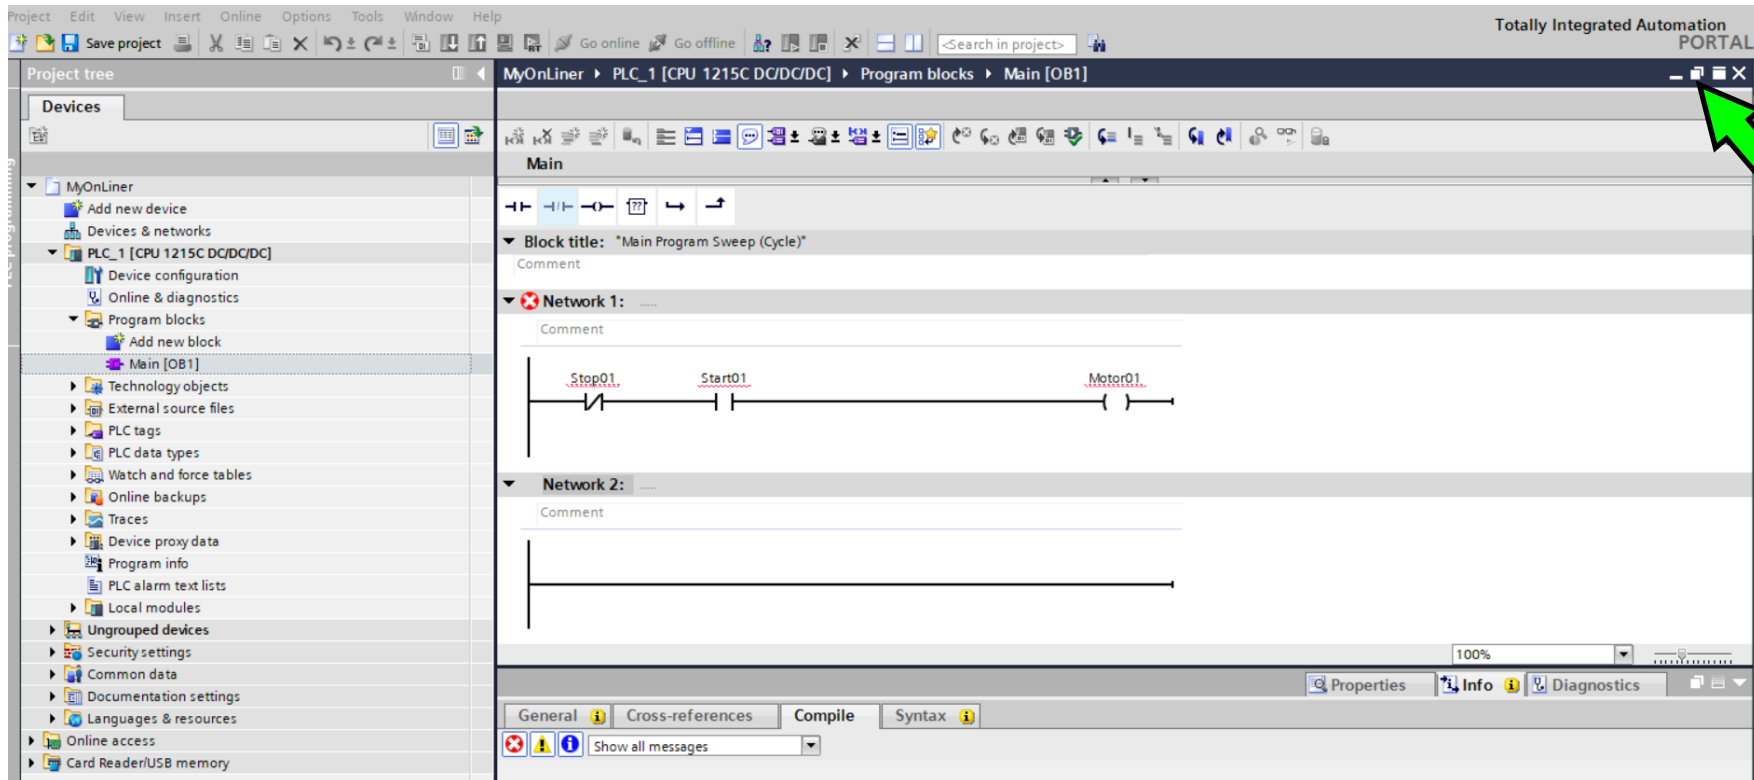 Project Edit View Insert Online Options Tools Window Help
Totally Integrated Automation
PORTAL
Save project
Go online
Go offline
<Search in project>
Project tree
MyOnLiner PLC_1 [CPU 1215C DC/DC/DC] Program blocks Main [OB1]
Devices
Main
MyOnLiner
Add new device
Devices & networks
PLC_1 [CPU 1215C DC/DC/DC]
Device configuration
Online & diagnostics
Program blocks
Add new block
Main [OB1]
Technology objects
External source files
PLC tags
PLC data types
Watch and force tables
Online backups
Traces
Device proxy data
Program info
PLC alarm text lists
Local modules
Ungrouped devices
Security settings
Common data
Documentation settings
Languages & resources
Online access
Card Reader/USB memory
??
Block title: "Main Program Sweep (Cycle)"
Comment
Network 1: .....
Comment
Stop01 Start01 Motor01
Network 2: .....
Comment
100%
Properties Info Diagnostics
General Cross-references Compile Syntax
Show all messages